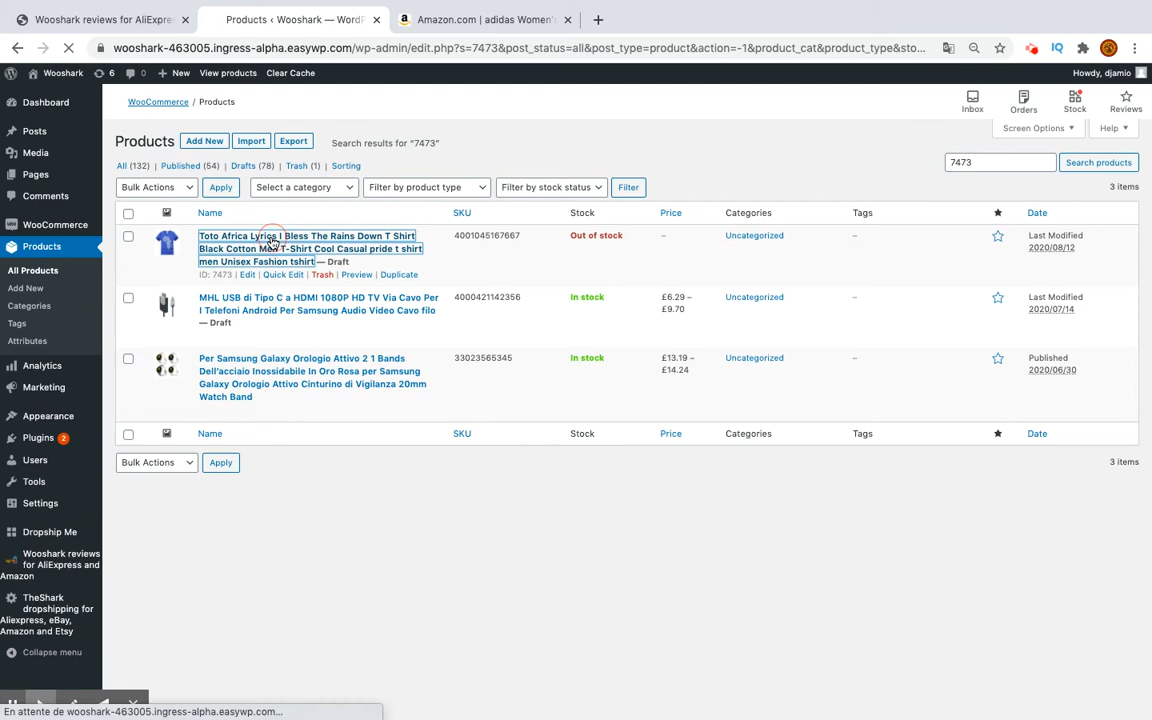 Wooshark reviews for AliExpre
Products ‹ Wooshark — WordP
Amazon.com | adidas Women'
wooshark-463005.ingress-alpha.easywp.com/wp-admin/edit.php?s=7473&post_status=all&post_type=product&action=-1&product_cat&product_type&sto...
IQ
Wooshark 6 0 New View products Clear Cache
Howdy, djamio
Dashboard
Posts
Media
Pages
Comments
WooCommerce
Products
All Products
Add New
Categories
Tags
Attributes
Analytics
Marketing
Appearance
Plugins 2
Users
Tools
Settings
Dropship Me
Wooshark reviews
for AliExpress and
Amazon
TheShark
dropshipping for
Aliexpress, eBay,
Amazon and Etsy
Collapse menu
WooCommerce / Products
Inbox Orders Stock Reviews
Screen Options Help
Products Add New Import Export Search results for "7473"
All (132) | Published (54) | Drafts (78) | Trash (1) | Sorting
7473 Search products
Bulk Actions Apply Select a category Filter by product type Filter by stock status Filter
3 items
Name SKU Stock Price Categories Tags Date
Toto Africa Lyrics I Bless The Rains Down T Shirt
Black Cotton Men T-Shirt Cool Casual pride t shirt
men Unisex Fashion tshirt — Draft
ID: 7473 | Edit | Quick Edit | Trash | Preview | Duplicate
4001045167667
Out of stock
–
Uncategorized
–
Last Modified
2020/08/12
MHL USB di Tipo C a HDMI 1080P HD TV Via Cavo Per
I Telefoni Android Per Samsung Audio Video Cavo filo
— Draft
4000421142356
In stock
£6.29 –
£9.70
Uncategorized
–
Last Modified
2020/07/14
Per Samsung Galaxy Orologio Attivo 2 1 Bands
Dell'acciaio Inossidabile In Oro Rosa per Samsung
Galaxy Orologio Attivo Cinturino di Vigilanza 20mm
Watch Band
33023565345
In stock
£13.19 –
£14.24
Uncategorized
–
Published
2020/06/30
Name SKU Stock Price Categories Tags Date
Bulk Actions Apply
3 items
En attente de wooshark-463005.ingress-alpha.easywp.com...